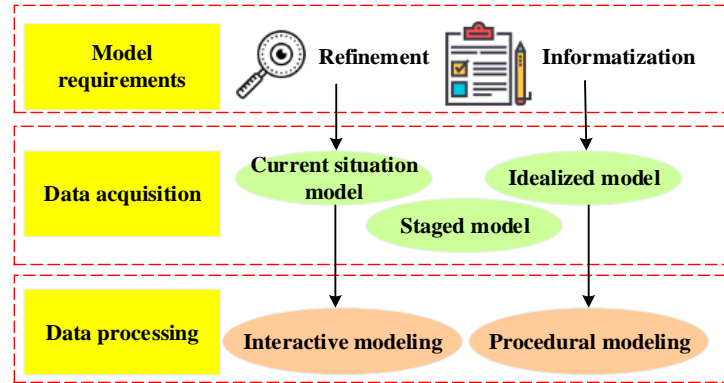 Model
requirements
Refinement
Informatization
Data acquisition
Current situation
model
Idealized model
Staged model
Data processing
Interactive modeling
Procedural modeling